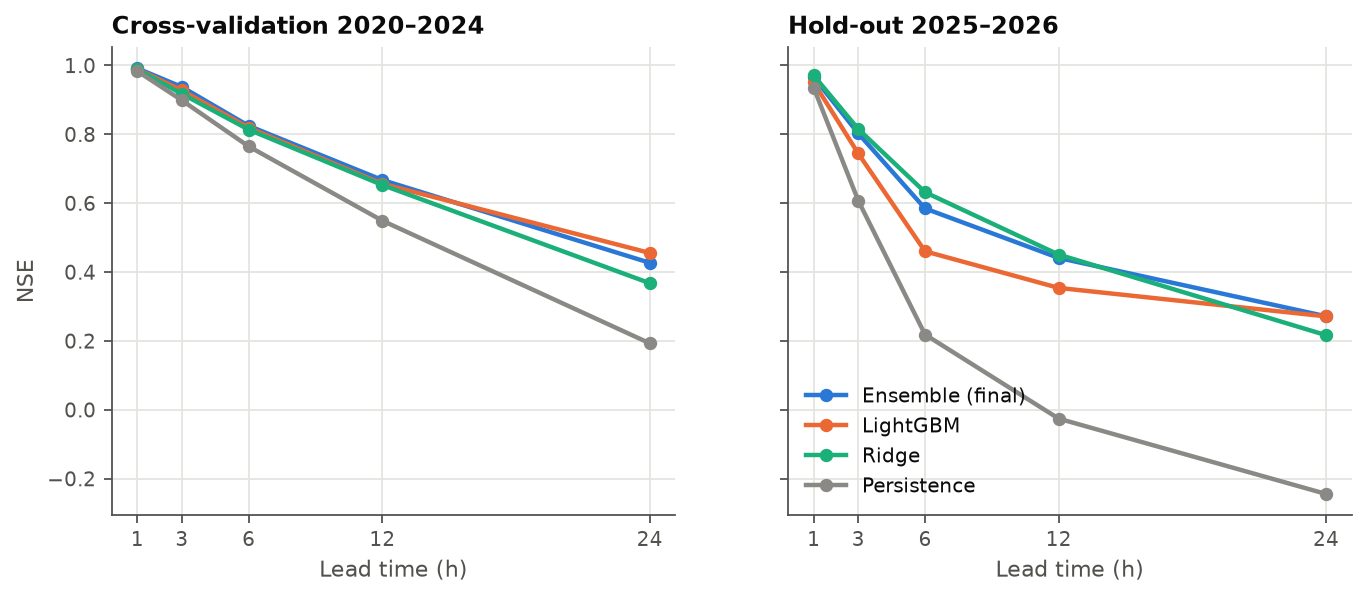 Cross-validation 2020–2024
NSE
1.0
0.8
0.6
0.4
0.2
0.0
−0.2
1 3 6 12 24
Lead time (h)
Hold-out 2025–2026
Ensemble (final)
LightGBM
Ridge
Persistence
1 3 6 12 24
Lead time (h)